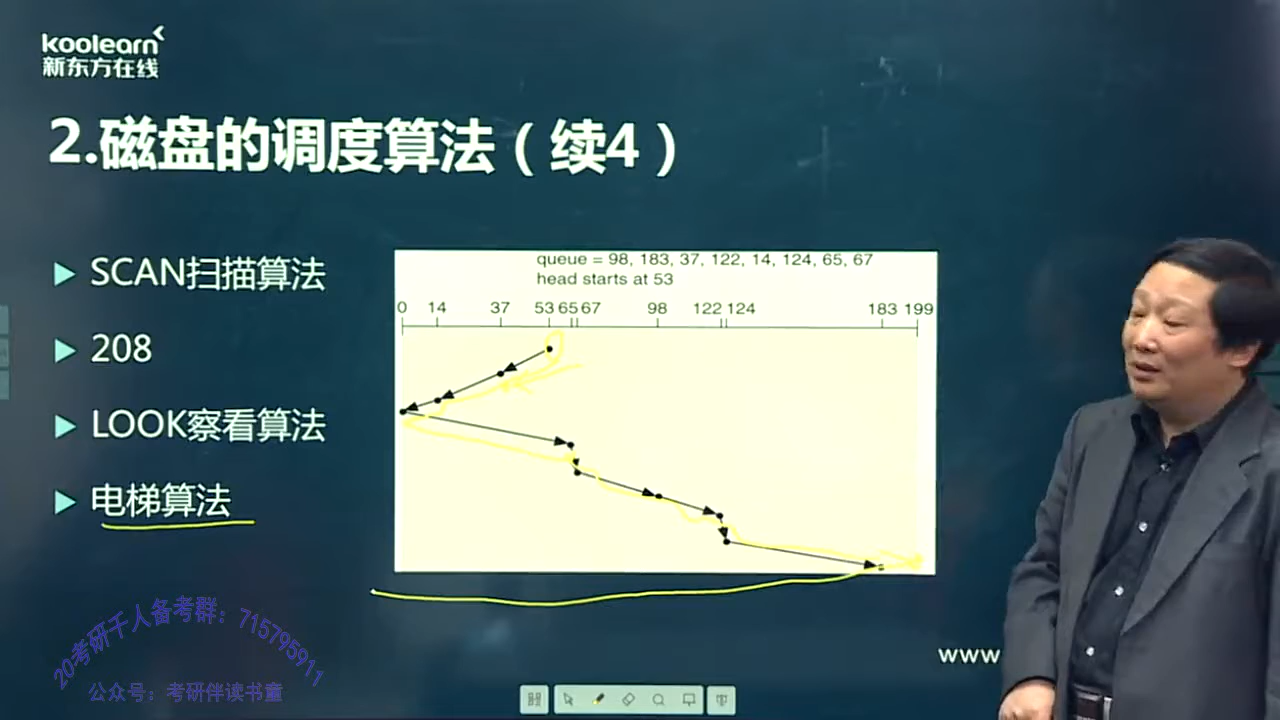 koolearn
新东方在线
2.磁盘的调度算法（续4）
SCAN扫描算法
208
LOOK察看算法
电梯算法
queue = 98, 183, 37, 122, 14, 124, 65, 67
head starts at 53
0 14 37 53 65 67 98 122 124 183 199
www
20考研千人备考群：715795911
公众号：考研伴读书童